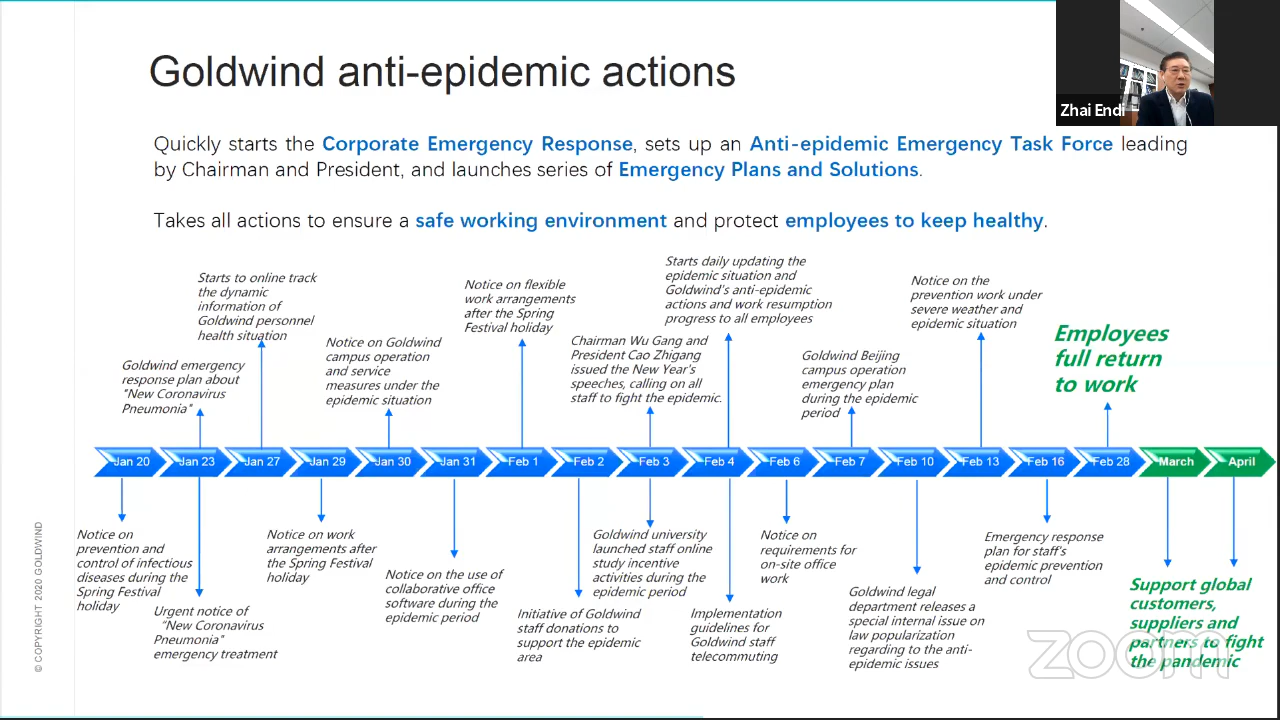 Goldwind anti-epidemic actions
Zhai Endi
Quickly starts the Corporate Emergency Response, sets up an Anti-epidemic Emergency Task Force leading
by Chairman and President, and launches series of Emergency Plans and Solutions.
Takes all actions to ensure a safe working environment and protect employees to keep healthy.
Goldwind emergency
response plan about
"New Coronavirus
Pneumonia"
Starts to online track
the dynamic
information of
Goldwind personnel
health situation
Notice on Goldwind
campus operation
and service
measures under the
epidemic situation
Notice on flexible
work arrangements
after the Spring
Festival holiday
Chairman Wu Gang and
President Cao Zhigang
issued the New Year's
speeches, calling on all
staff to fight the epidemic.
Starts daily updating the
epidemic situation and
Goldwind's anti-epidemic
actions and work resumption
progress to all employees
Goldwind Beijing
campus operation
emergency plan
during the epidemic
period
Notice on the
prevention work under
severe weather and
epidemic situation
Employees
full return
to work
Jan 20
Jan 23
Jan 27
Jan 29
Jan 30
Jan 31
Feb 1
Feb 2
Feb 3
Feb 4
Feb 6
Feb 7
Feb 10
Feb 13
Feb 16
Feb 28
March
April
Notice on
prevention and
control of infectious
diseases during the
Spring Festival
holiday
Urgent notice of
"New Coronavirus
Pneumonia"
emergency treatment
Notice on work
arrangements after
the Spring Festival
holiday
Notice on the use of
collaborative office
software during the
epidemic period
Initiative of Goldwind
staff donations to
support the epidemic
area
Goldwind university
launched staff online
study incentive
activities during the
epidemic period
Implementation
guidelines for
Goldwind staff
telecommuting
Notice on
requirements for
on-site office
work
Goldwind legal
department releases a
special internal issue on
law popularization
regarding to the anti-
epidemic issues
Emergency response
plan for staff's
epidemic prevention
and control
Support global
customers,
suppliers and
partners to fight
the pandemic
zoom
© COPYRIGHT 2020 GOLDWIND